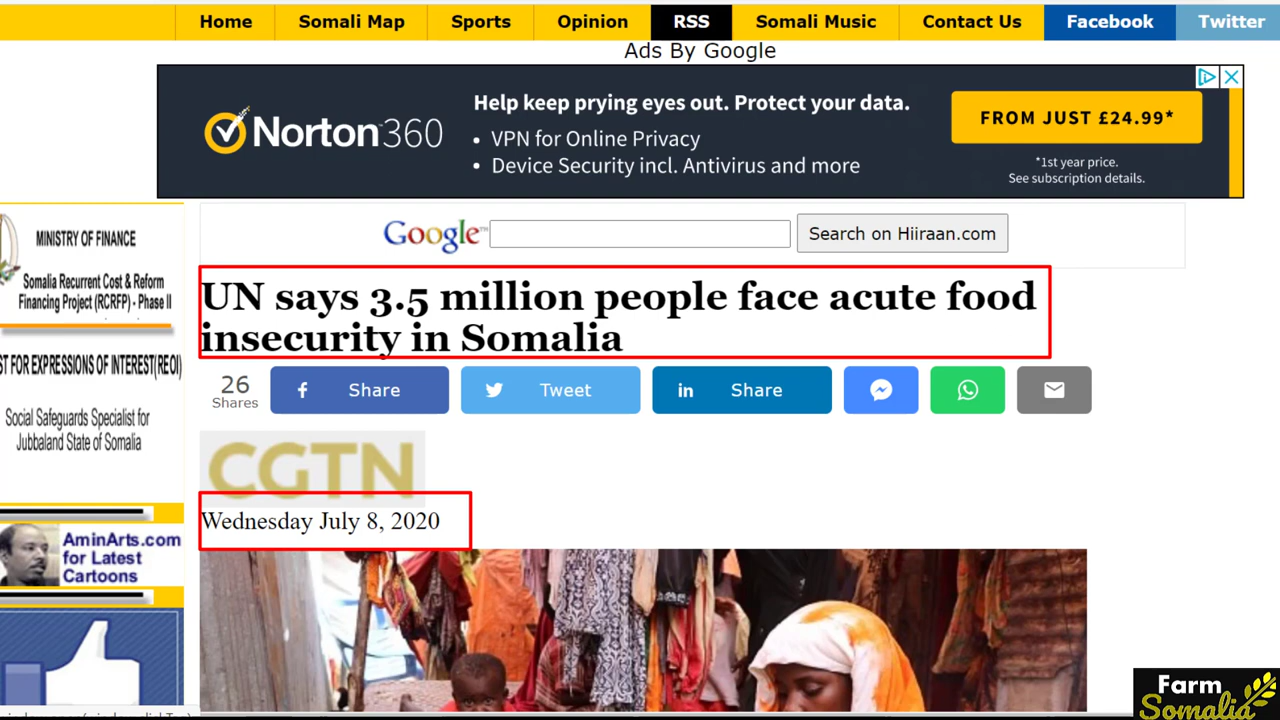 Home Somali Map Sports Opinion RSS Somali Music Contact Us Facebook Twitter
Ads By Google
Norton 360
Help keep prying eyes out. Protect your data.
• VPN for Online Privacy
• Device Security incl. Antivirus and more
FROM JUST £24.99*
*1st year price.
See subscription details.
MINISTRY OF FINANCE
Somalia Recurrent Cost & Reform
Financing Project (RCRFP) - Phase II
ST FOR EXPRESSIONS OF INTEREST(REOI)
Social Safeguards Specialist for
Jubbaland State of Somalia
AminArts.com
for Latest
Cartoons
Google™ Search on Hiiraan.com
UN says 3.5 million people face acute food
insecurity in Somalia
26
Shares
Share Tweet Share
CGTN
Wednesday July 8, 2020
Farm
Somalia